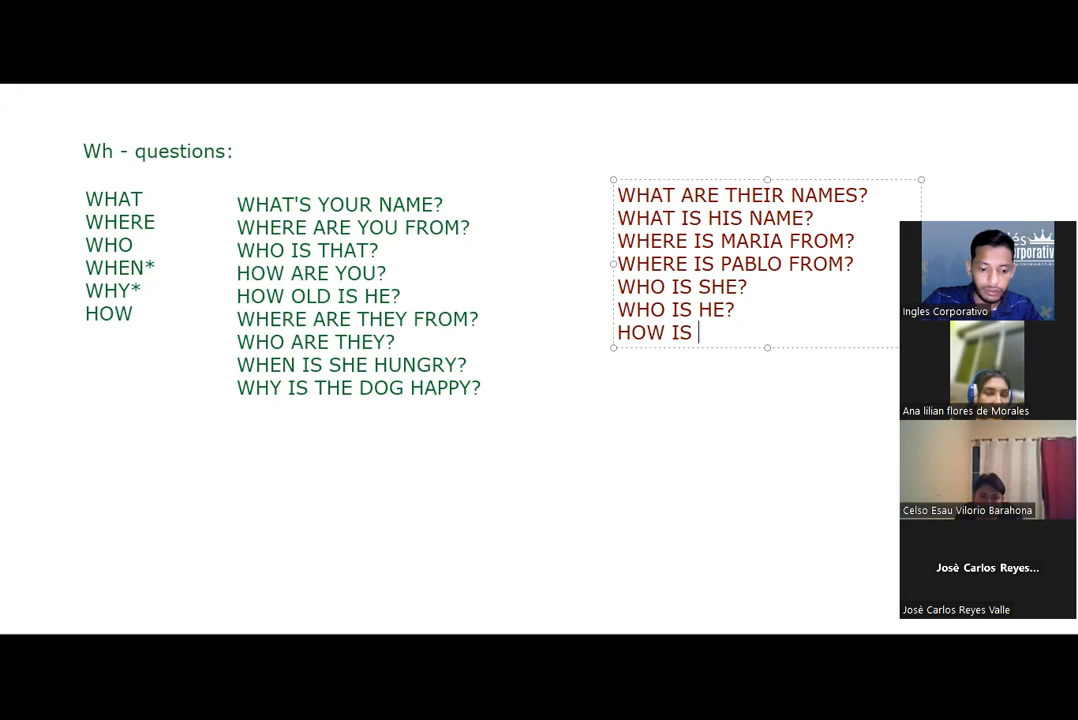 Wh - questions:
WHAT
WHERE
WHO
WHEN*
WHY*
HOW
WHAT'S YOUR NAME?
WHERE ARE YOU FROM?
WHO IS THAT?
HOW ARE YOU?
HOW OLD IS HE?
WHERE ARE THEY FROM?
WHO ARE THEY?
WHEN IS SHE HUNGRY?
WHY IS THE DOG HAPPY?
WHAT ARE THEIR NAMES?
WHAT IS HIS NAME?
WHERE IS MARIA FROM?
WHERE IS PABLO FROM?
WHO IS SHE?
WHO IS HE?
HOW IS
és
orporativo
Ingles Corporativo
Ana lilian flores de Morales
Celso Esau Vilorio Barahona
Josè Carlos Reyes...
Josè Carlos Reyes Valle